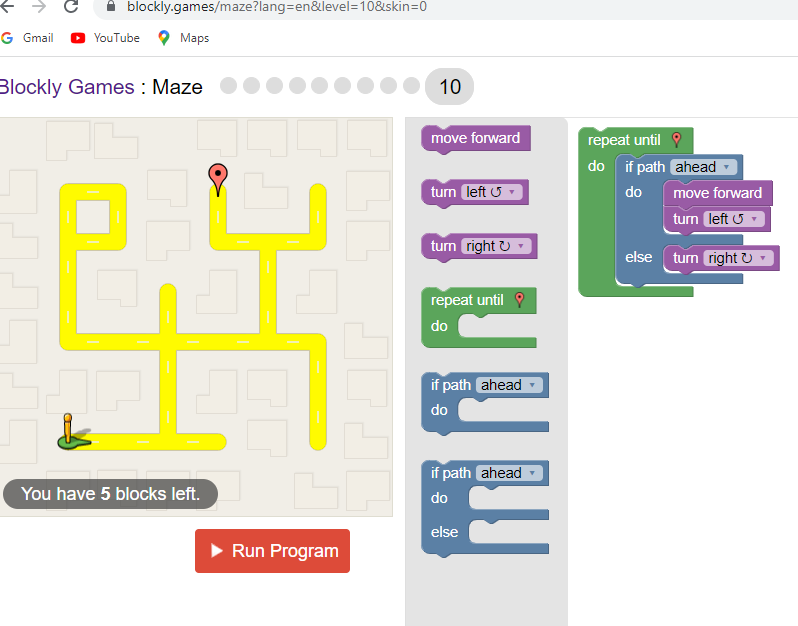 blockly.games/maze?lang=en&level=10&skin=0
Gmail YouTube Maps
Blockly Games : Maze 10
move forward
turn left ↺ ▾
turn right ↻ ▾
repeat until
do
if path ahead ▾
do
if path ahead ▾
do
else
repeat until
do if path ahead ▾
do move forward
turn left ↺ ▾
else turn right ↻ ▾
You have 5 blocks left.
Run Program